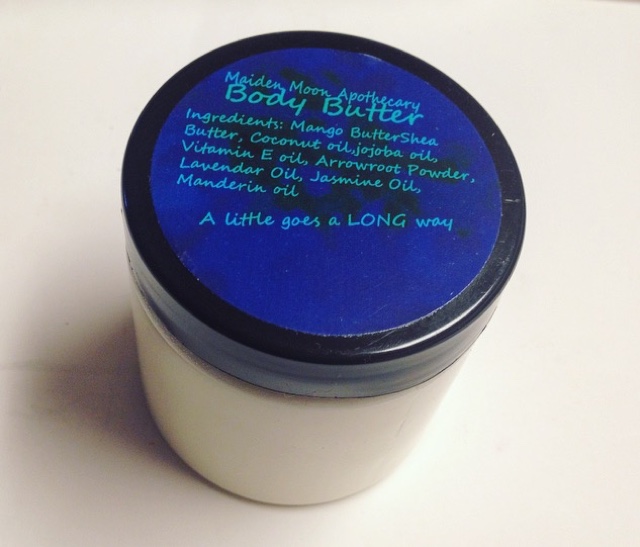 Maiden Moon Apothecary
Body Butter
Ingredients: Mango ButterShea
Butter, Coconut oil,jojoba oil,
Vitamin E oil, Arrowroot Powder,
Lavendar Oil, Jasmine Oil,
Manderin oil
A little goes a LONG way